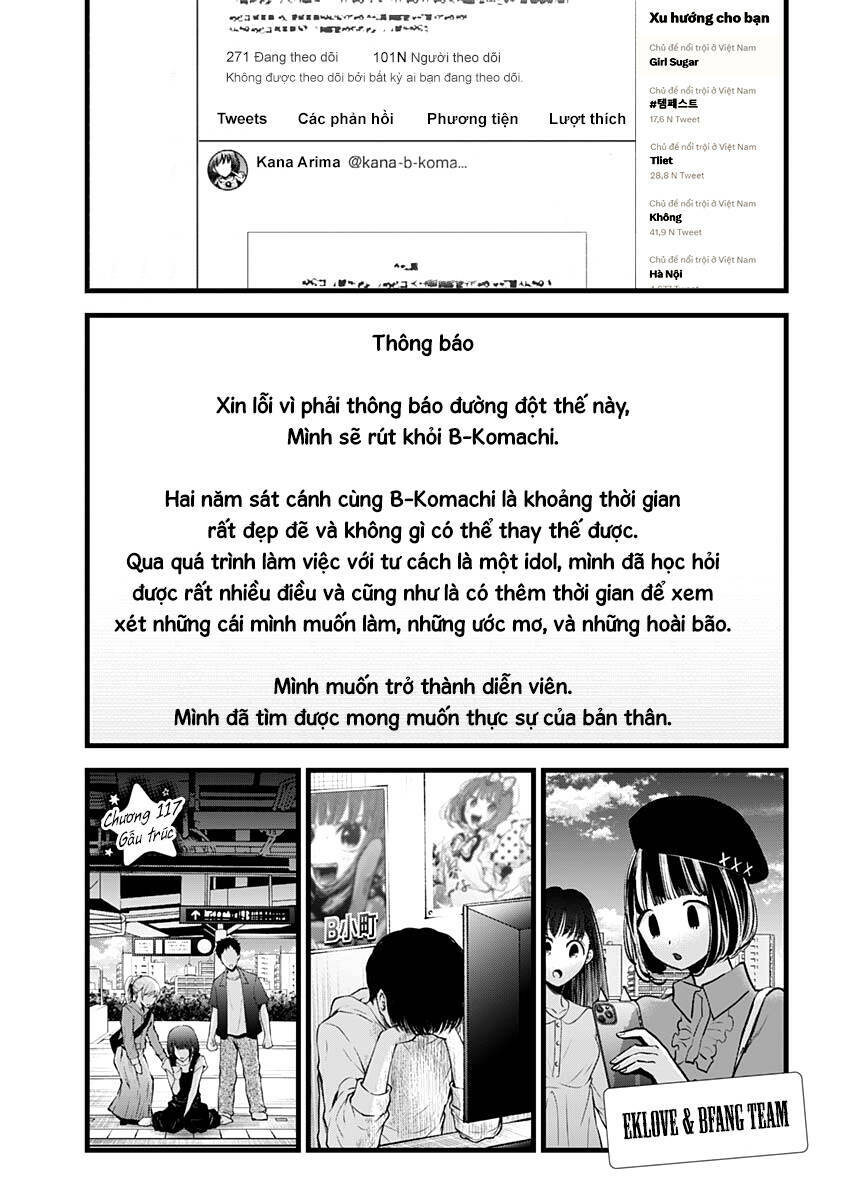 271 Đang theo dõi 101N Người theo dõi
Không được theo dõi bởi bất kỳ ai bạn đang theo dõi.
Tweets Các phản hồi Phương tiện Lượt thích
Kana Arima @kana-b-koma...
Xu hướng cho bạn
Chủ đề nổi trội ở Việt Nam
Girl Sugar
Chủ đề nổi trội ở Việt Nam
#템페스트
17,6 N Tweet
Chủ đề nổi trội ở Việt Nam
Tliet
28,8 N Tweet
Chủ đề nổi trội ở Việt Nam
Không
41,9 N Tweet
Chủ đề nổi trội ở Việt Nam
Hà Nội
Thông báo
Xin lỗi vì phải thông báo đường đột thế này,
Mình sẽ rút khỏi B-Komachi.
Hai năm sát cánh cùng B-Komachi là khoảng thời gian
rất đẹp đẽ và không gì có thể thay thế được.
Qua quá trình làm việc với tư cách là một idol, mình đã học hỏi
được rất nhiều điều và cũng như là có thêm thời gian để xem
xét những cái mình muốn làm, những ước mơ, và những hoài bão.
Mình muốn trở thành diễn viên.
Mình đã tìm được mong muốn thực sự của bản thân.
Chương 117
Gấu trúc
B小町
EKLOVE & BFANG TEAM